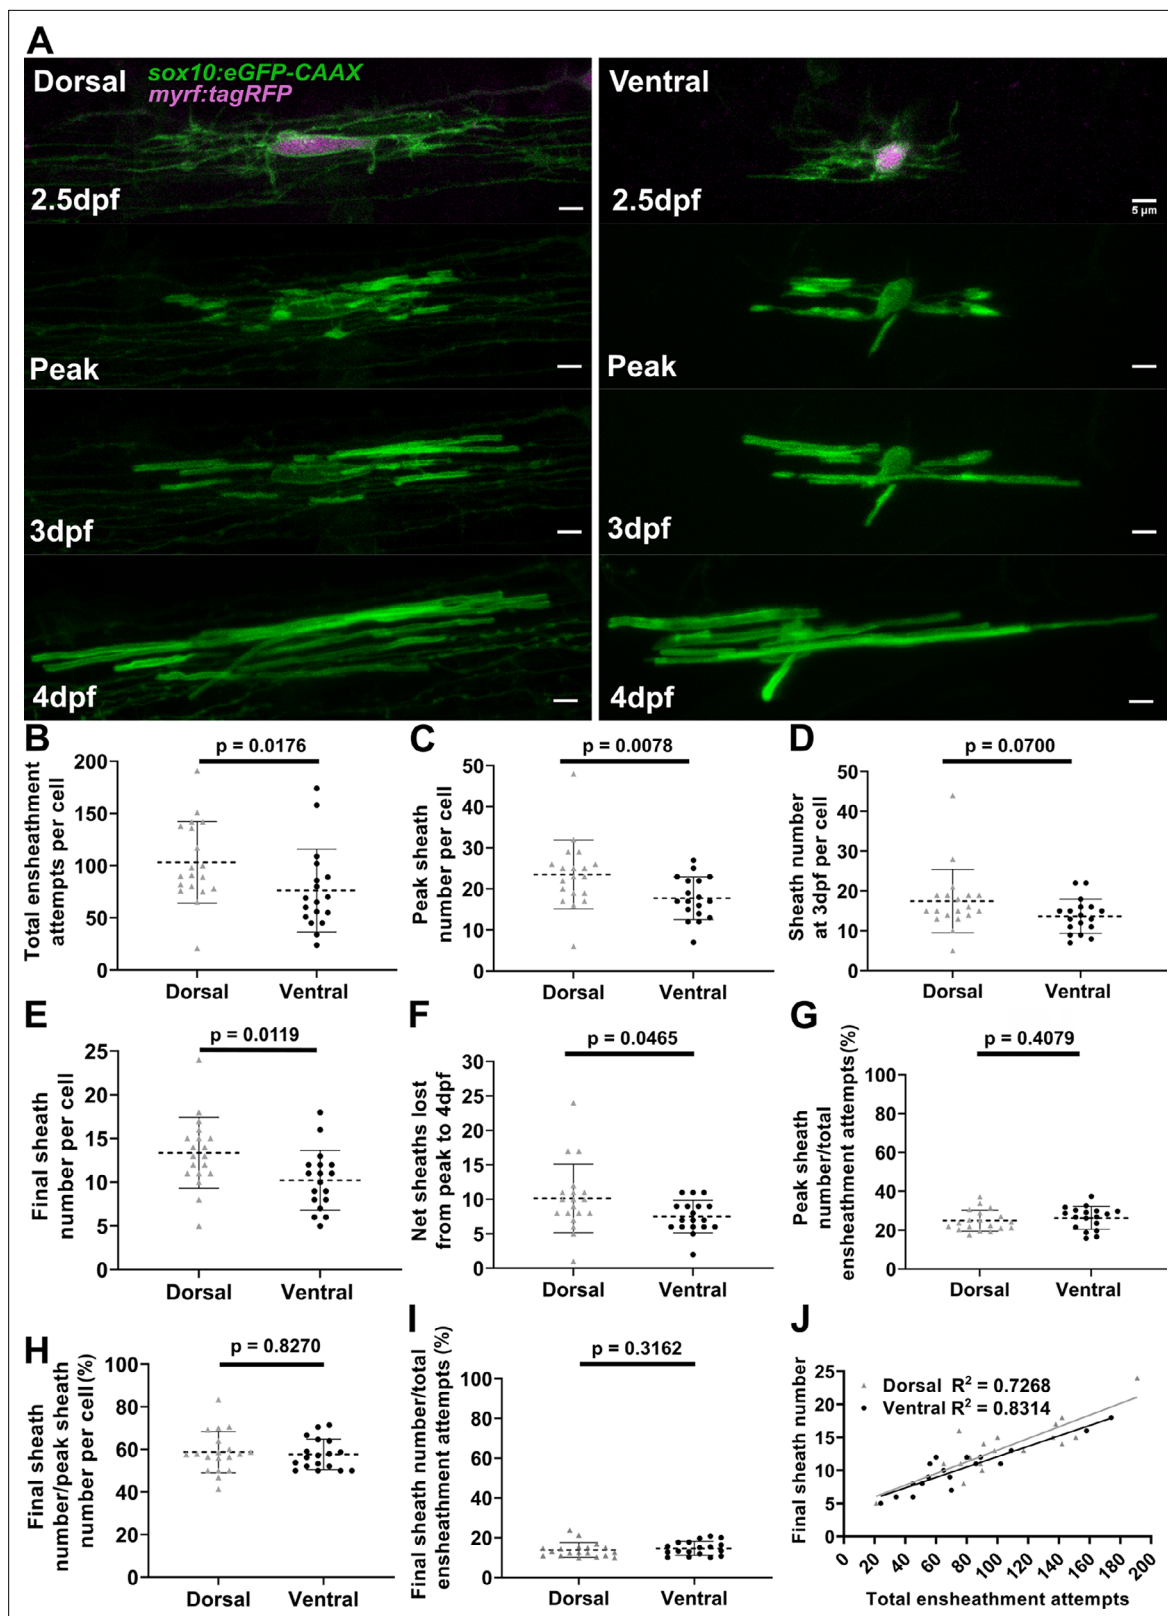 A
Dorsal
sox10:eGFP-CAAX
myrf:tagRFP
2.5dpf
Ventral
2.5dpf
5 µm
Peak
Peak
3dpf
3dpf
4dpf
4dpf
B
p = 0.0176
Total ensheathment
attempts per cell
200
150
100
50
0
Dorsal
Ventral
C
p = 0.0078
Peak sheath
number per cell
50
40
30
20
10
0
Dorsal
Ventral
D
p = 0.0700
Sheath number
at 3dpf per cell
50
40
30
20
10
0
Dorsal
Ventral
E
p = 0.0119
Final sheath
number per cell
25
20
15
10
5
0
Dorsal
Ventral
F
p = 0.0465
Net sheaths lost
from peak to 4dpf
30
25
20
15
10
5
0
Dorsal
Ventral
G
p = 0.4079
Peak sheath
number/total
ensheathment attempts (%)
100
80
60
40
20
0
Dorsal
Ventral
H
p = 0.8270
Final sheath
number/peak sheath
number per cell (%)
100
80
60
40
20
0
Dorsal
Ventral
I
p = 0.3162
Final sheath number/total
ensheathment attempts (%)
100
80
60
40
20
0
Dorsal
Ventral
J
Final sheath number
25
20
15
10
5
0
Dorsal R² = 0.7268
Ventral R² = 0.8314
0 20 40 60 80 100 120 140 160 180 200
Total ensheathment attempts